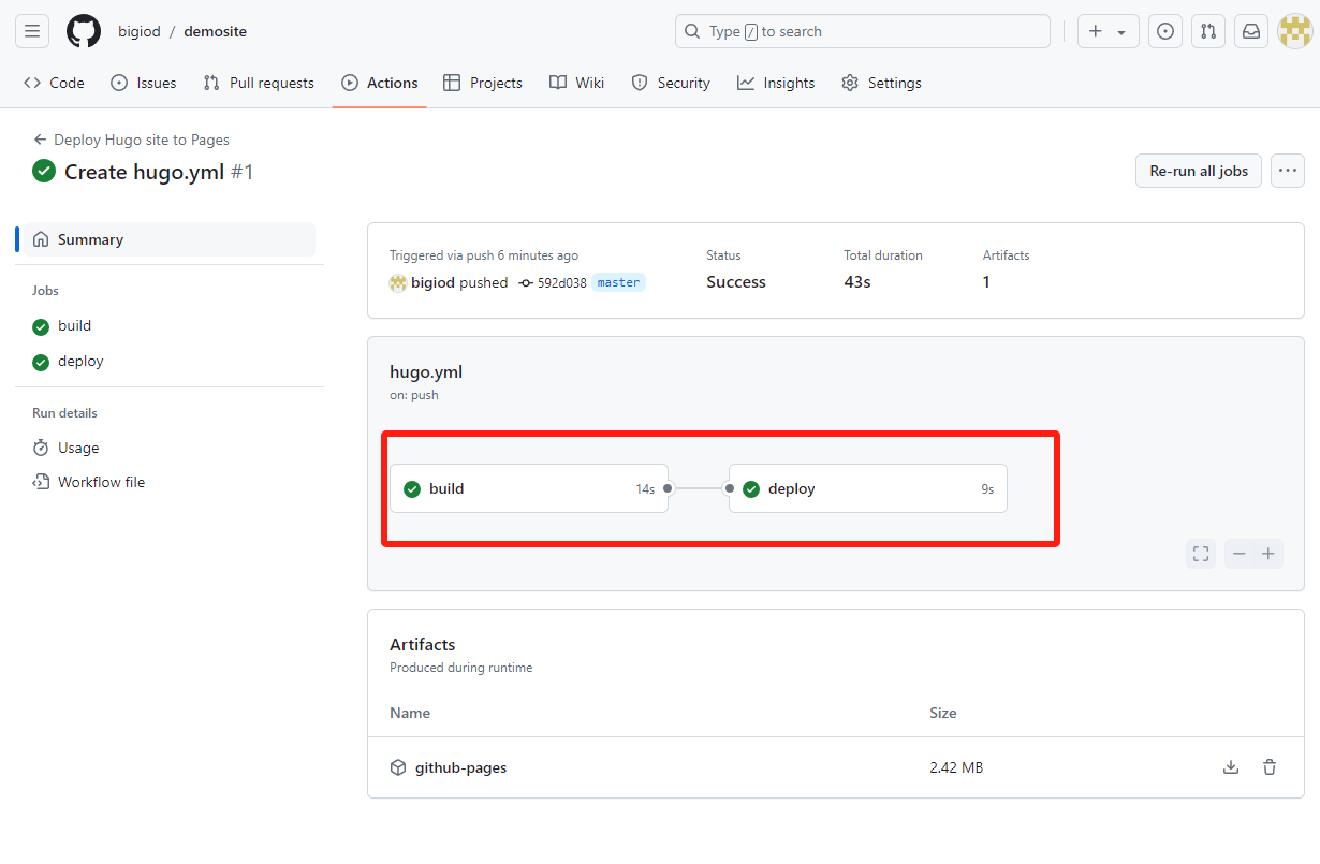 bigiod / demosite
Type / to search
Code Issues Pull requests Actions Projects Wiki Security Insights Settings
Deploy Hugo site to Pages
Create hugo.yml #1
Re-run all jobs
Summary
Jobs
build
deploy
Run details
Usage
Workflow file
Triggered via push 6 minutes ago
bigiod pushed 592d038 master
Status
Success
Total duration
43s
Artifacts
1
hugo.yml
on: push
build 14s
deploy 9s
Artifacts
Produced during runtime
Name Size
github-pages 2.42 MB